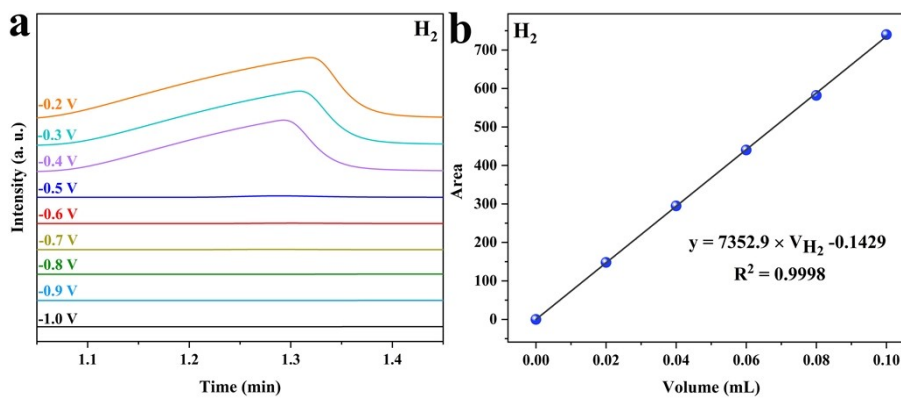 a
H2
-0.2 V
-0.3 V
-0.4 V
-0.5 V
-0.6 V
-0.7 V
-0.8 V
-0.9 V
-1.0 V
Intensity (a. u.)
1.1 1.2 1.3 1.4
Time (min)
b
H2
700
600
500
400
300
200
100
0
Area
y = 7352.9 × VH2 -0.1429
R2 = 0.9998
0.00 0.02 0.04 0.06 0.08 0.10
Volume (mL)